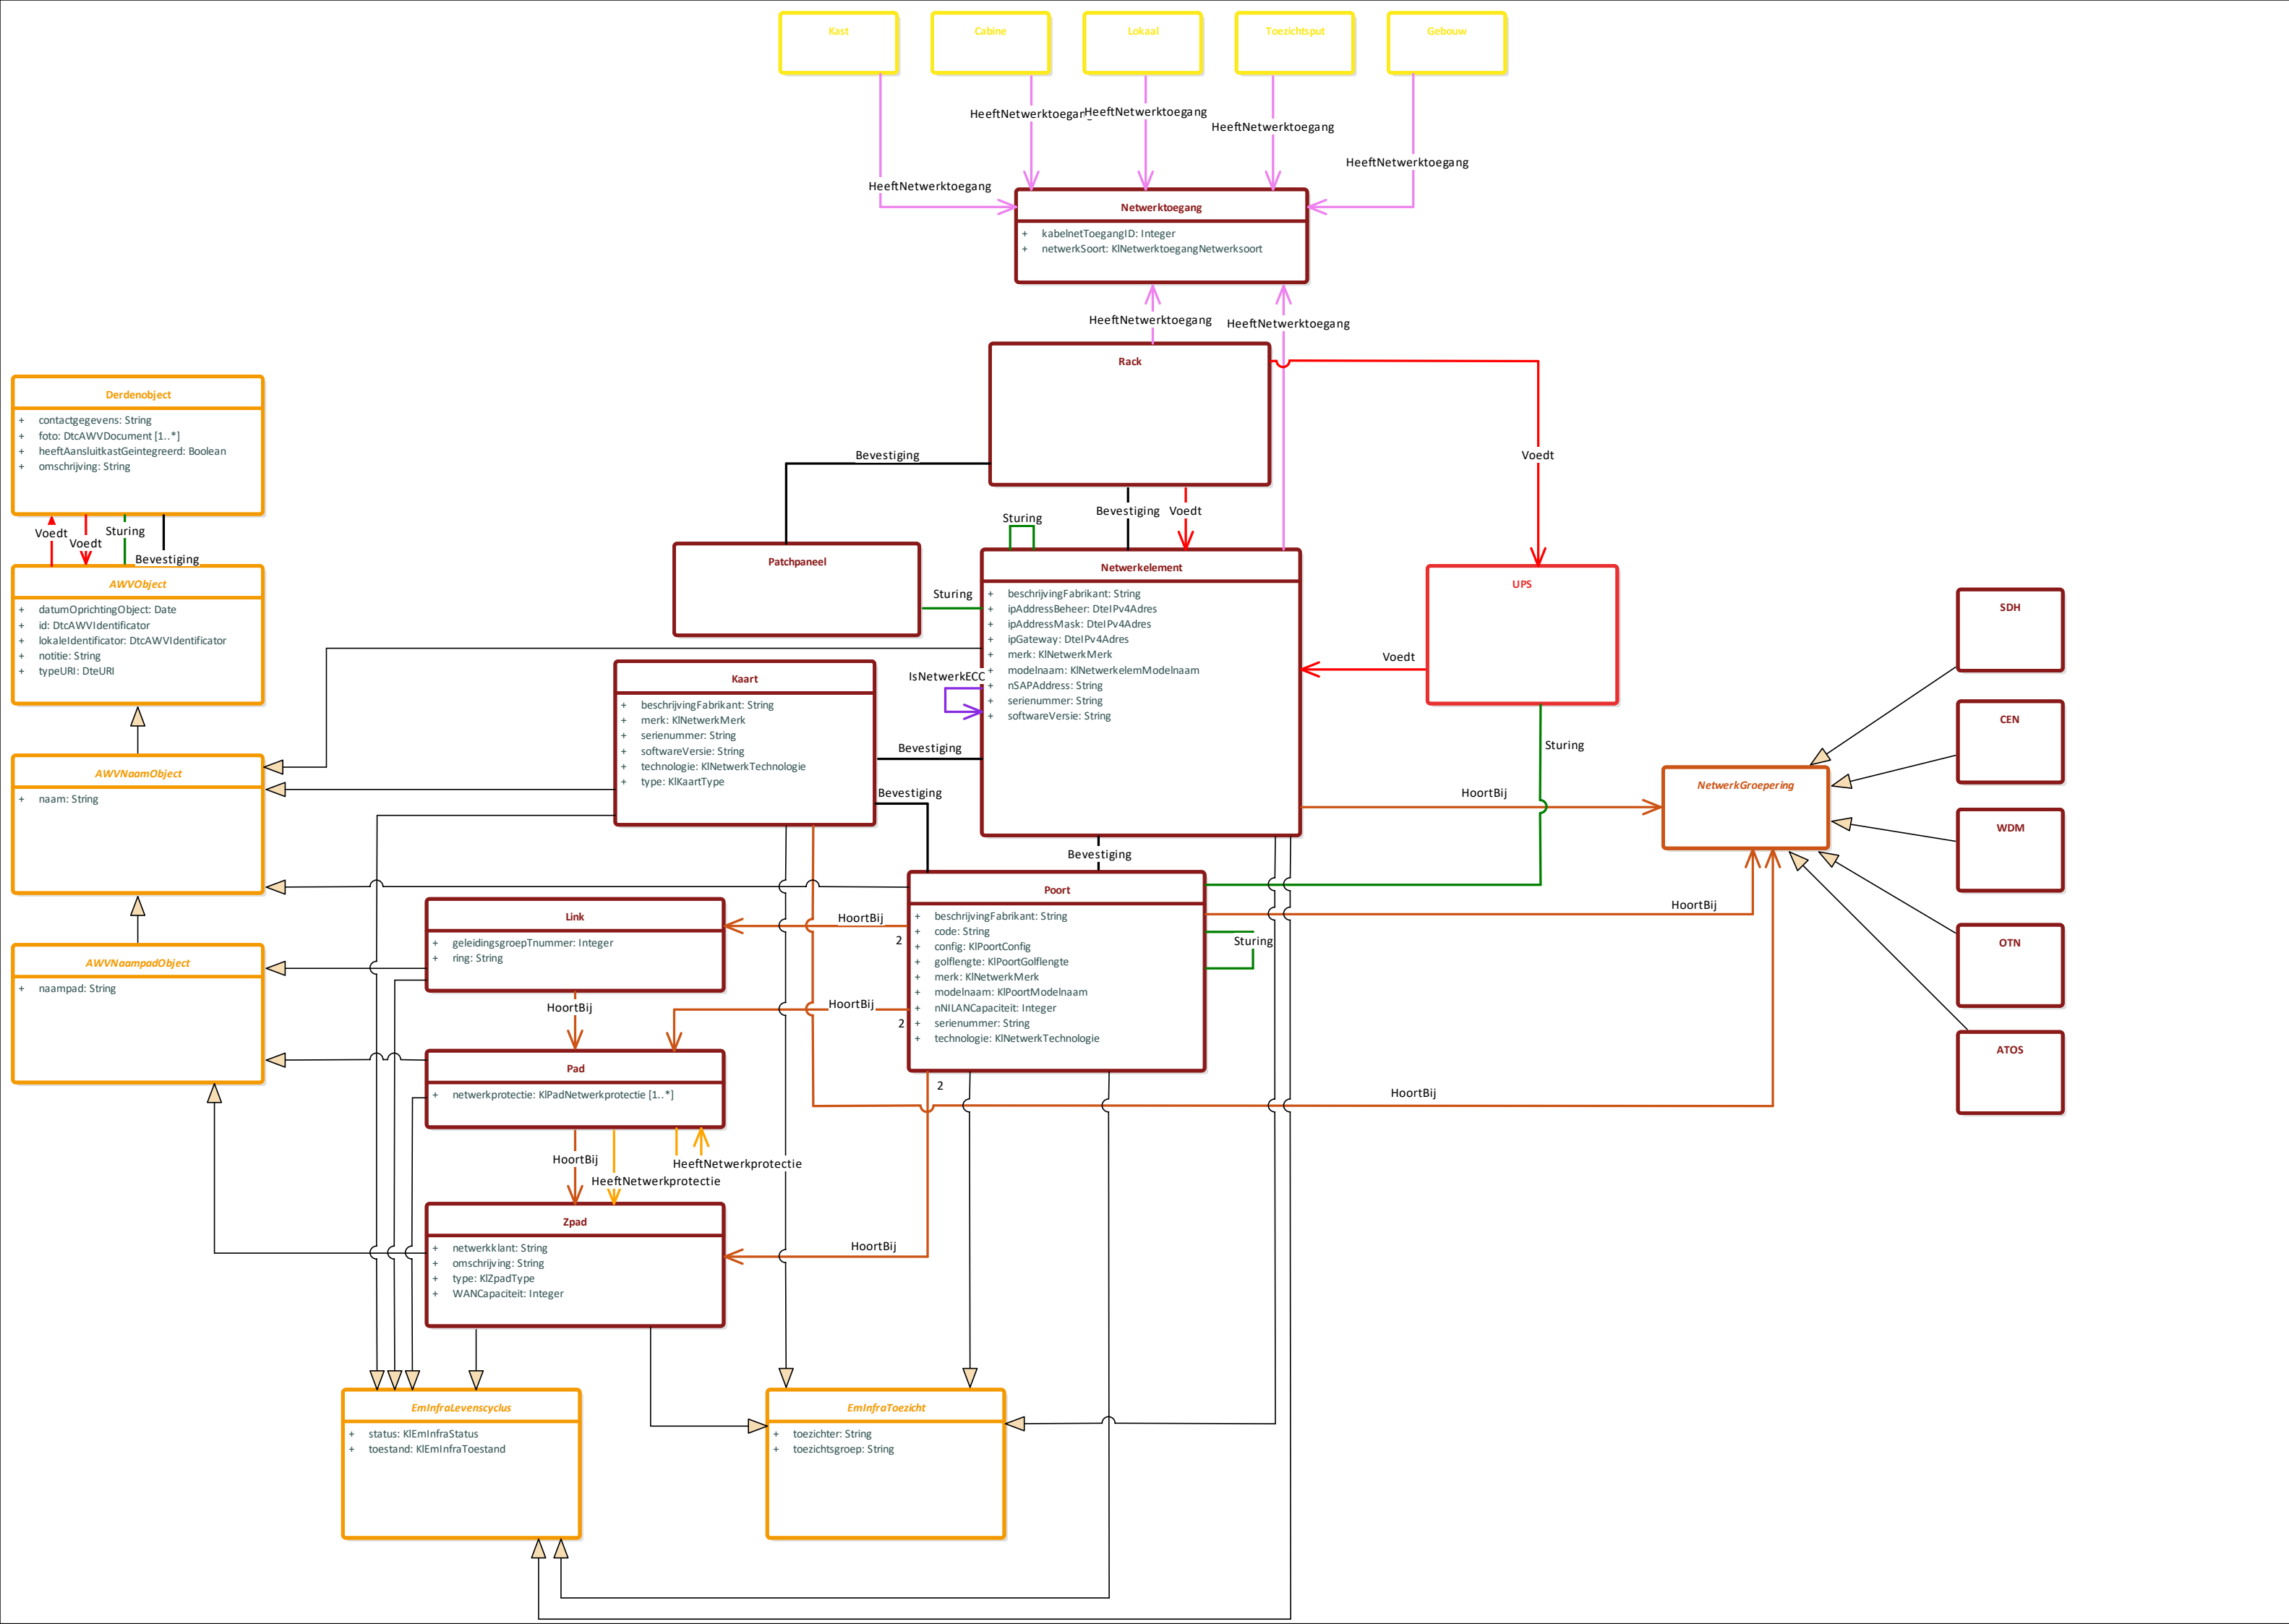 Kast
Cabine
Lokaal
Toezichtsput
Gebouw
HeeftNetwerktoegang
HeeftNetwerktoegang
HeeftNetwerktoegang
HeeftNetwerktoegang
HeeftNetwerktoegang
Netwerktoegang
+ kabelnetToegangID: Integer
+ netwerkSoort: KlNetwerktoegangNetwerksoort
HeeftNetwerktoegang
HeeftNetwerktoegang
Rack
Derdenobject
+ contactgegevens: String
+ foto: DtcAWVDocument [1..*]
+ heeftAansluitkastGeintegreerd: Boolean
+ omschrijving: String
Bevestiging
Voedt
Bevestiging
Voedt
Sturing
Voedt
Voedt
Sturing
Bevestiging
AWVObject
+ datumOprichtingObject: Date
+ id: DtcAWVIdentificator
+ lokaleIdentificator: DtcAWVIdentificator
+ notitie: String
+ typeURI: DteURI
Patchpaneel
Sturing
Netwerkelement
+ beschrijvingFabrikant: String
+ ipAddressBeheer: DteIPv4Adres
+ ipAddressMask: DteIPv4Adres
+ ipGateway: DteIPv4Adres
+ merk: KlNetwerkMerk
+ modelnaam: KlNetwerkelemModelnaam
+ nSAPAddress: String
+ serienummer: String
+ softwareVersie: String
IsNetwerkECC
UPS
Voedt
Sturing
SDH
CEN
WDM
OTN
ATOS
NetwerkGroepering
Kaart
+ beschrijvingFabrikant: String
+ merk: KlNetwerkMerk
+ serienummer: String
+ softwareVersie: String
+ technologie: KlNetwerkTechnologie
+ type: KlKaartType
Bevestiging
Bevestiging
HoortBij
Bevestiging
AWVNaamObject
+ naam: String
AWVNaampadObject
+ naampad: String
Link
+ geleidingsgroepTnummer: Integer
+ ring: String
HoortBij
2
Poort
+ beschrijvingFabrikant: String
+ code: String
+ config: KlPoortConfig
+ golflengte: KlPoortGolflengte
+ merk: KlNetwerkMerk
+ modelnaam: KlPoortModelnaam
+ nNILANCapaciteit: Integer
+ serienummer: String
+ technologie: KlNetwerkTechnologie
HoortBij
Sturing
HoortBij
HoortBij
2
Pad
+ netwerkprotectie: KlPadNetwerkprotectie [1..*]
2
HoortBij
HoortBij
HeeftNetwerkprotectie
HeeftNetwerkprotectie
Zpad
+ netwerkklant: String
+ omschrijving: String
+ type: KlZpadType
+ WANCapaciteit: Integer
HoortBij
EmInfraLevenscyclus
+ status: KlEmInfraStatus
+ toestand: KlEmInfraToestand
EmInfraToezicht
+ toezichter: String
+ toezichtsgroep: String